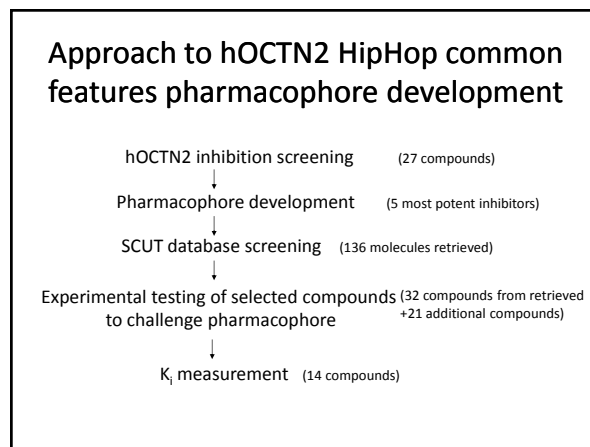 Approach to hOCTN2 HipHop common
features pharmacophore development
hOCTN2 inhibition screening (27 compounds)
Pharmacophore development (5 most potent inhibitors)
SCUT database screening (136 molecules retrieved)
Experimental testing of selected compounds (32 compounds from retrieved
to challenge pharmacophore +21 additional compounds)
Ki measurement (14 compounds)